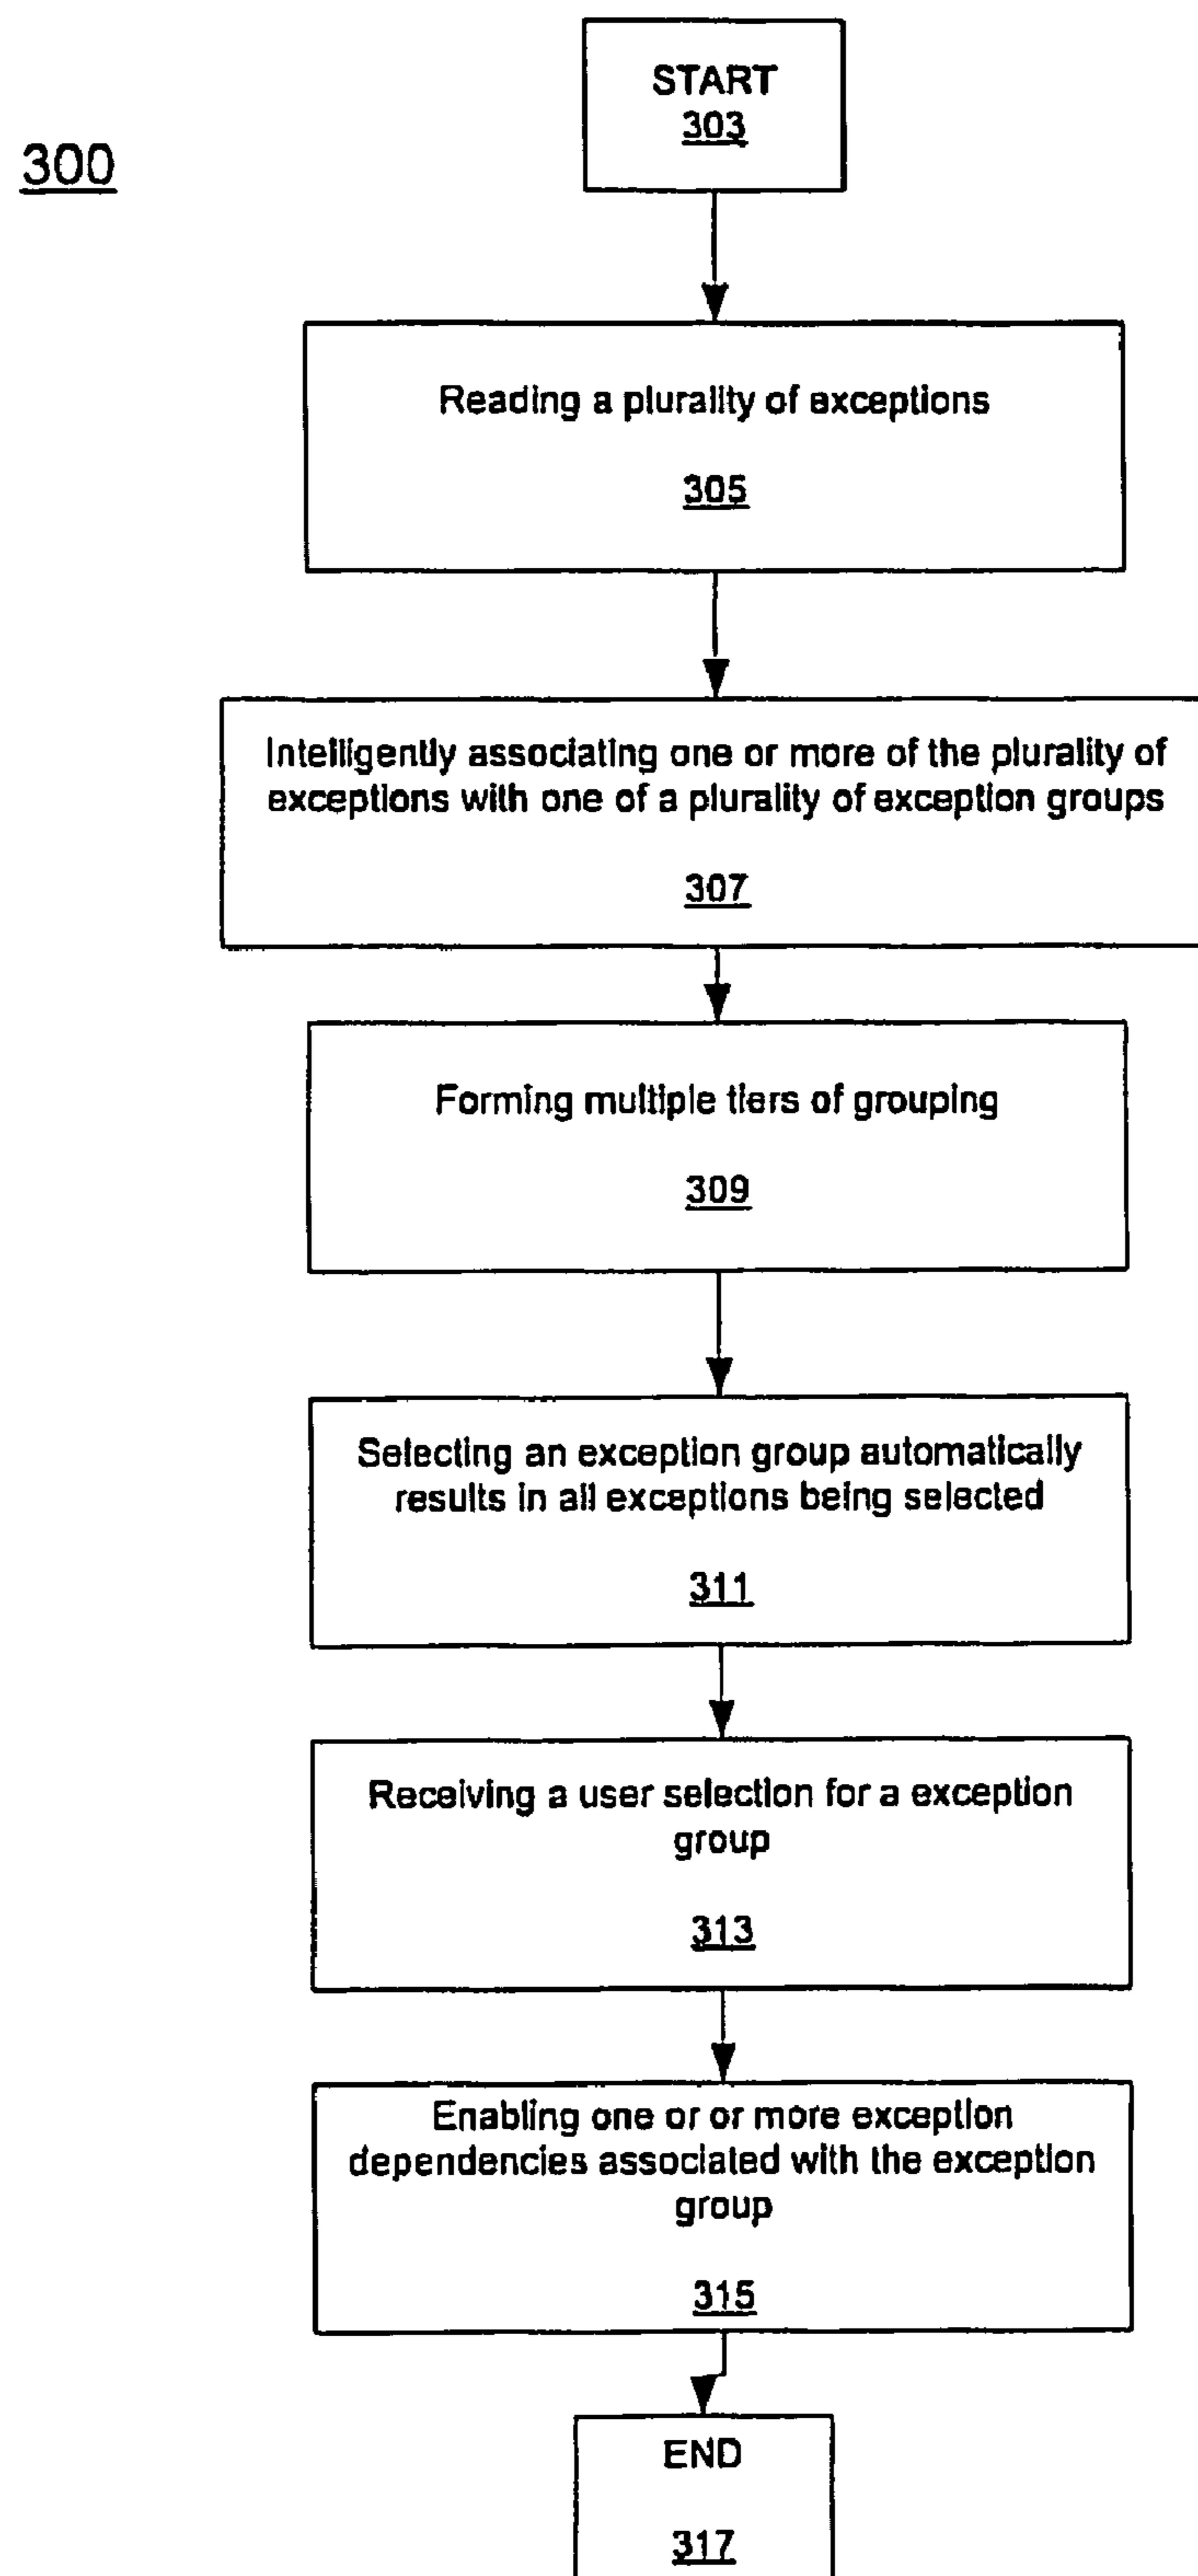 START
303
300
Reading a plurality of exceptions
305
Intelligently associating one or more of the plurality of
exceptions with one of a plurality of exception groups
307
Forming multiple tiers of grouping
309
Selecting an exception group automatically
results in all exceptions being selected
311
Receiving a user selection for a exception
group
313
Enabling one or or more exception
dependencies associated with the exception
group
315
END
317